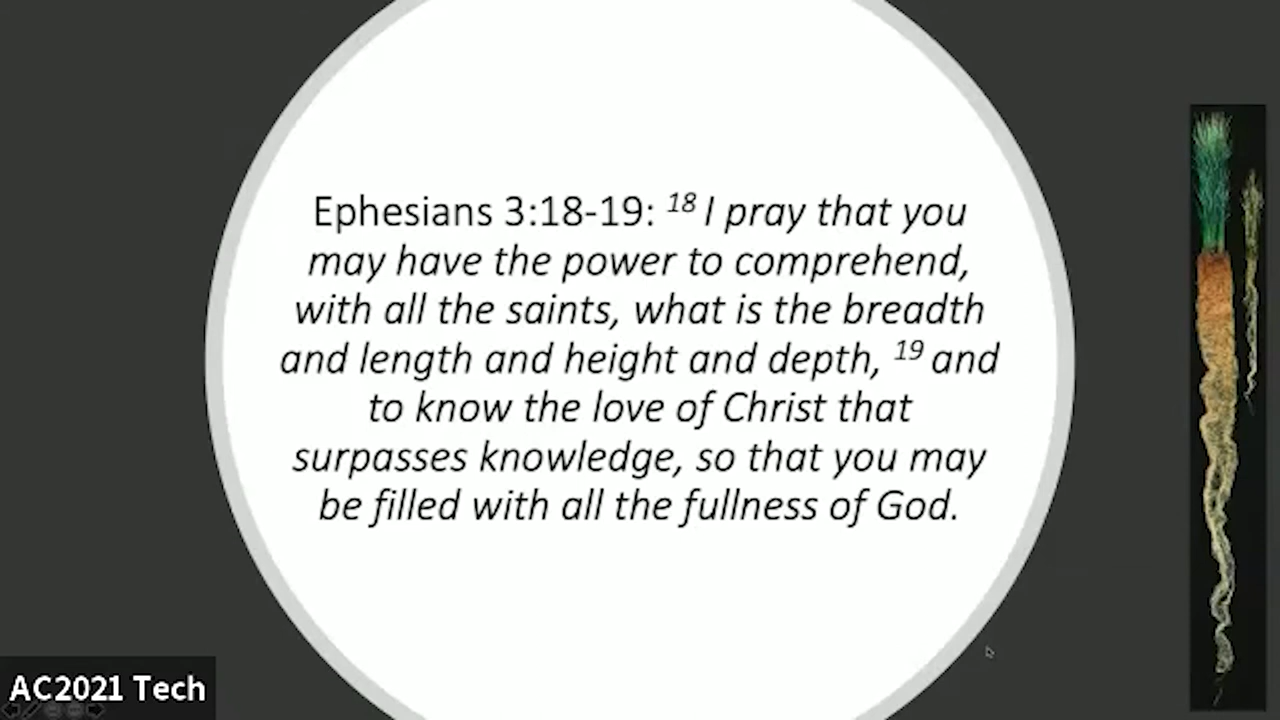 Ephesians 3:18-19: 18 I pray that you
may have the power to comprehend,
with all the saints, what is the breadth
and length and height and depth, 19 and
to know the love of Christ that
surpasses knowledge, so that you may
be filled with all the fullness of God.
AC2021 Tech